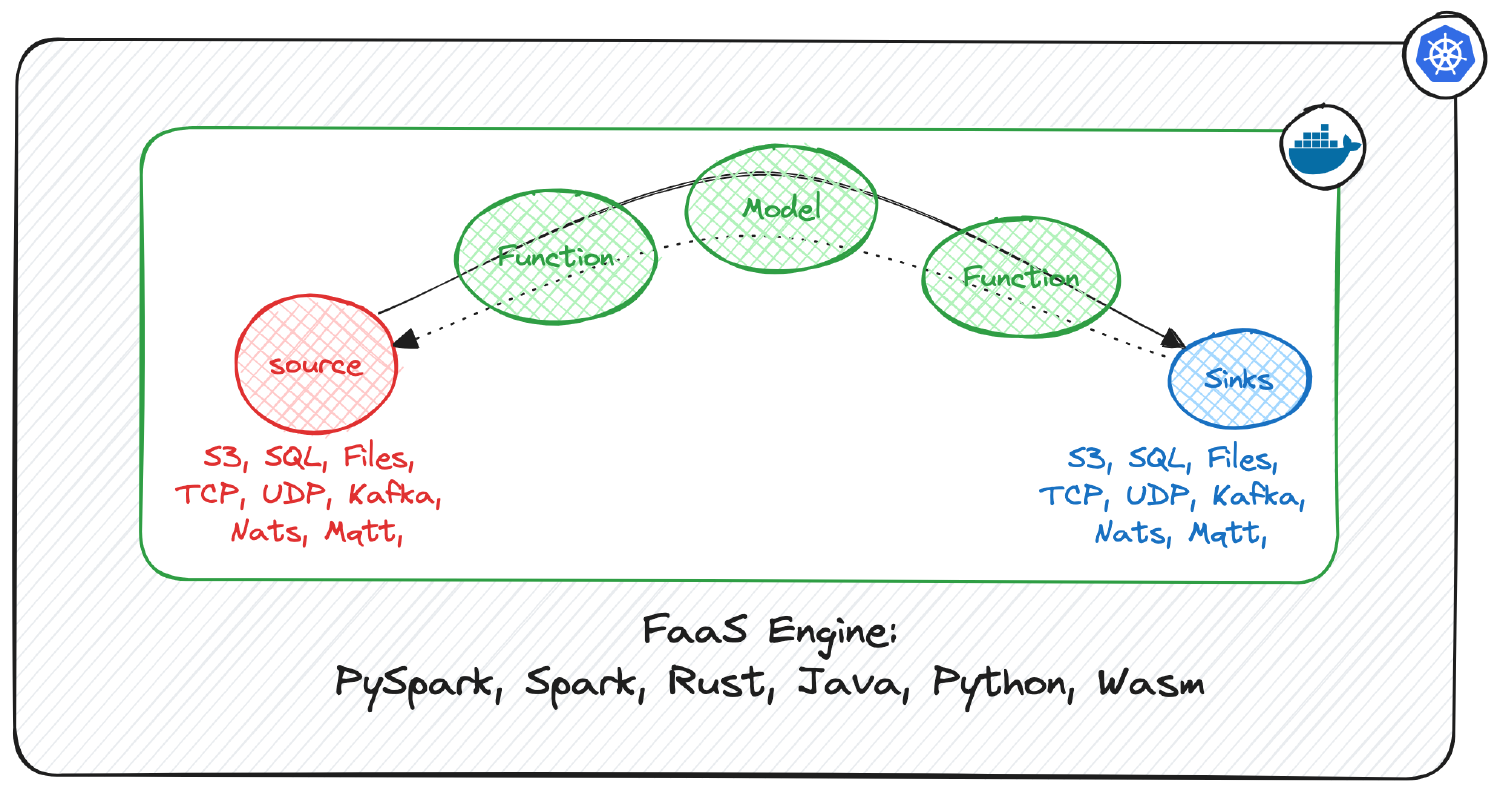 Model
Function
Function
source
Sinks
S3, SQL, Files,
TCP, UDP, Kafka,
Nats, Mqtt,
S3, SQL, Files,
TCP, UDP, Kafka,
Nats, Mqtt,
FaaS Engine:
PySpark, Spark, Rust, Java, Python, Wasm